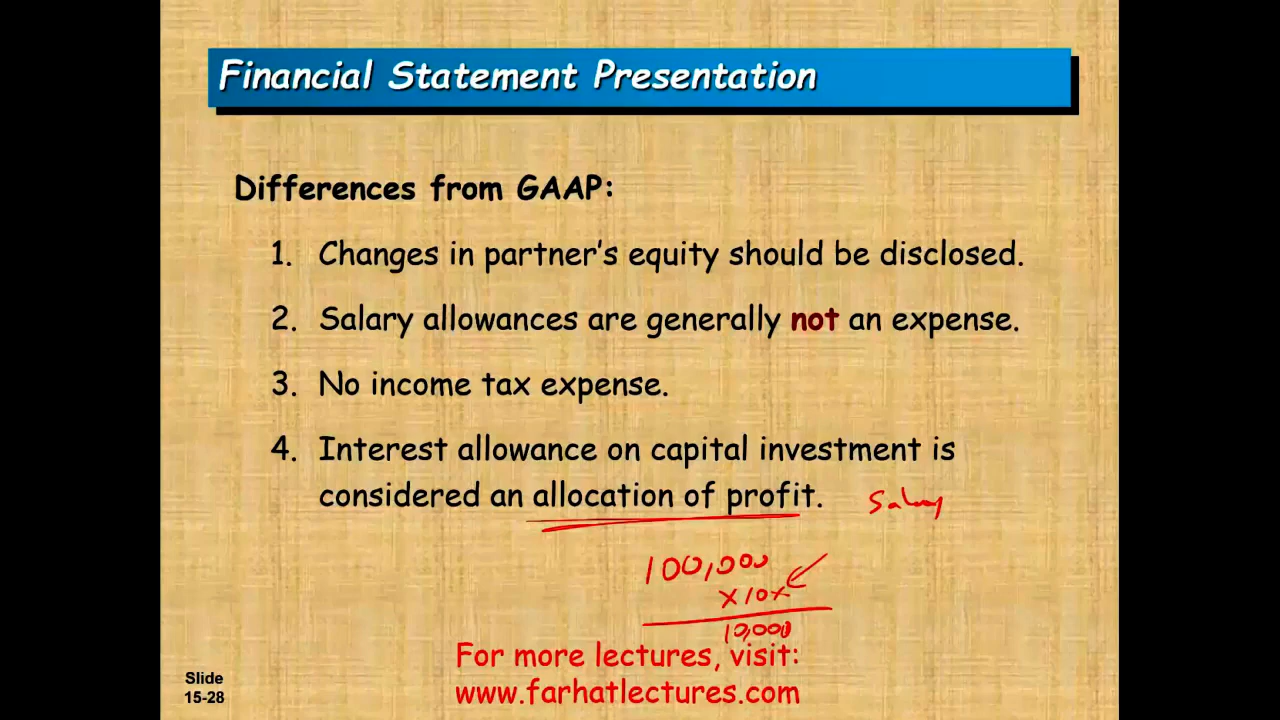 Financial Statement Presentation
Differences from GAAP:
1. Changes in partner's equity should be disclosed.
2. Salary allowances are generally not an expense.
3. No income tax expense.
4. Interest allowance on capital investment is
considered an allocation of profit.
Salary
100,000
X10%
10,000
For more lectures, visit:
www.farhatlectures.com
Slide
15-28